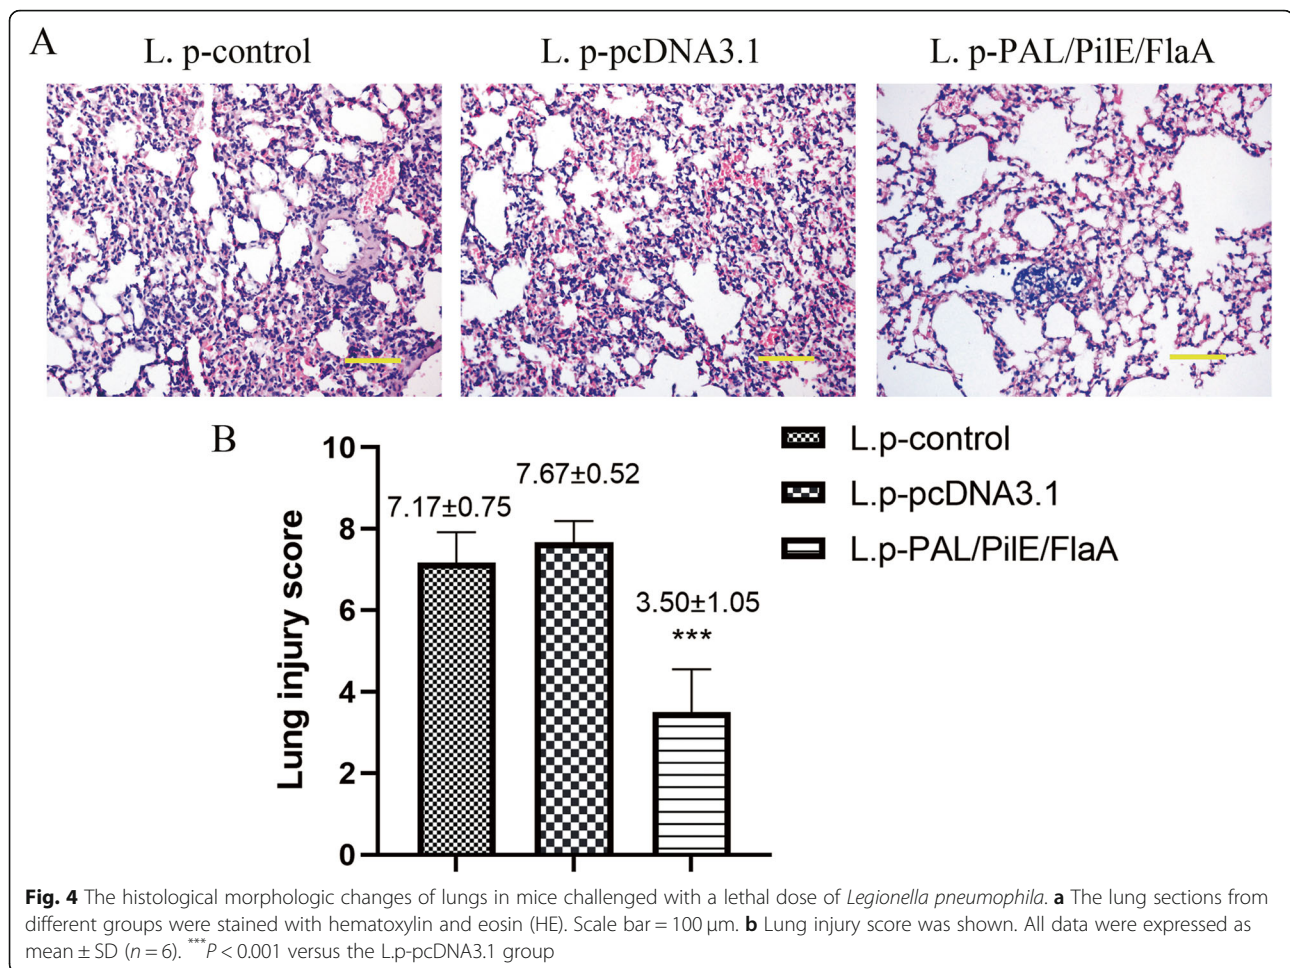 A
L. p-control
L. p-pcDNA3.1
L. p-PAL/PilE/FlaA
B
Lung injury score
10
8
6
4
2
0
7.17±0.75
7.67±0.52
3.50±1.05
***
L.p-control
L.p-pcDNA3.1
L.p-PAL/PilE/FlaA
Fig. 4 The histological morphologic changes of lungs in mice challenged with a lethal dose of Legionella pneumophila. a The lung sections from
different groups were stained with hematoxylin and eosin (HE). Scale bar = 100 μm. b Lung injury score was shown. All data were expressed as
mean ± SD (n = 6). ***P < 0.001 versus the L.p-pcDNA3.1 group